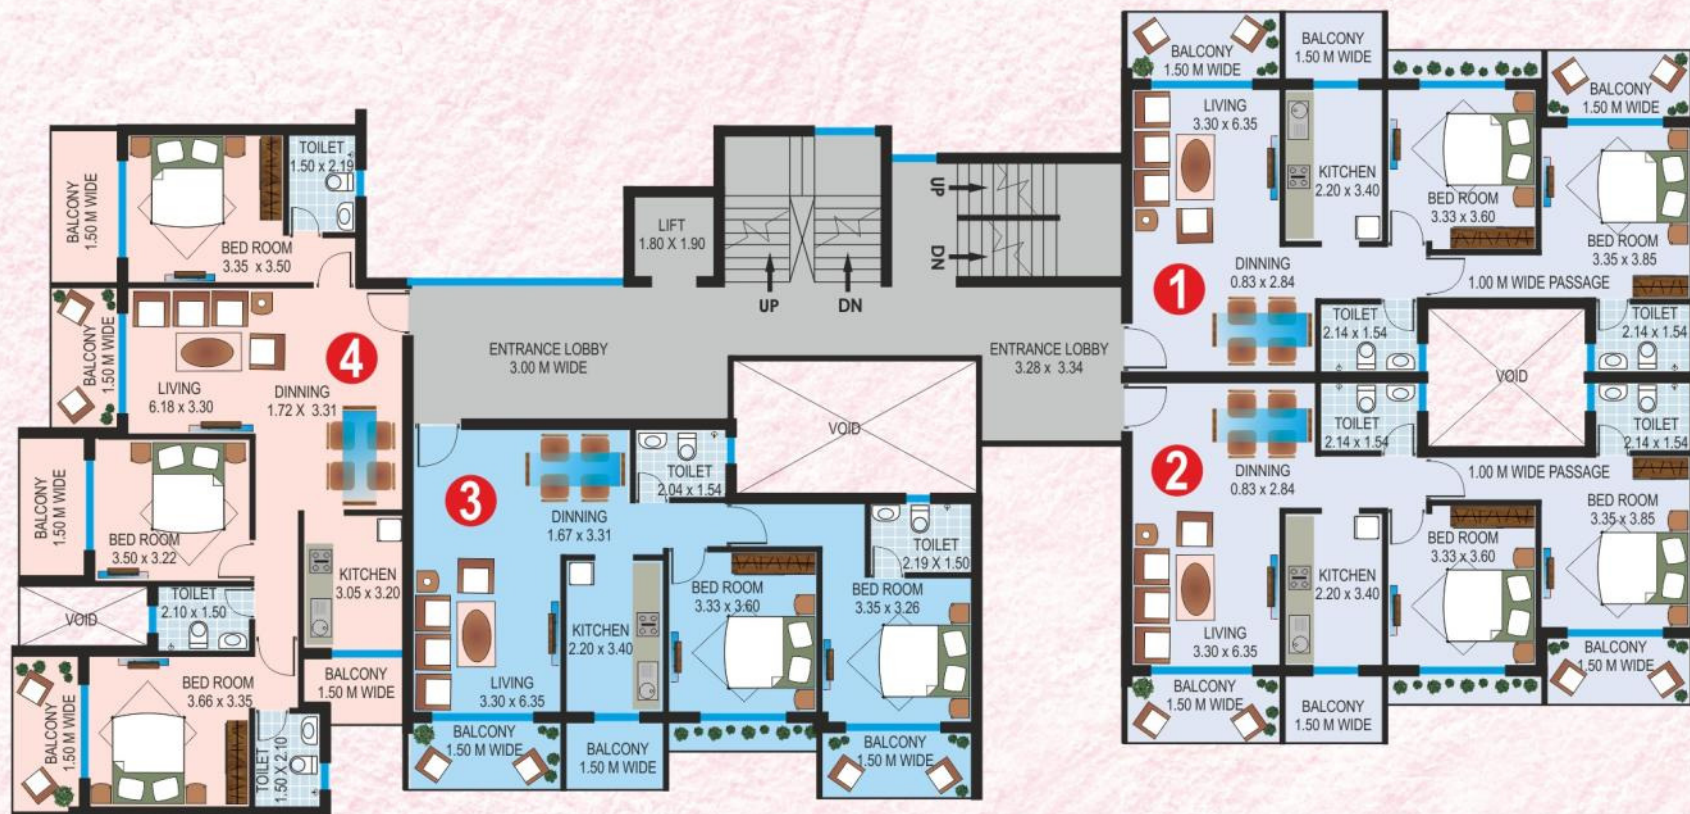 BALCONY
1.50 M WIDE
BED ROOM
3.35 x 3.50
TOILET
1.50 x 2.19
BALCONY
1.50 M WIDE
LIVING
6.18 x 3.30
4
DINNING
1.72 X 3.31
BALCONY
1.50 M WIDE
BED ROOM
3.50 x 3.22
VOID
TOILET
2.10 x 1.50
KITCHEN
3.05 x 3.20
BALCONY
1.50 M WIDE
BALCONY
1.50 M WIDE
BED ROOM
3.66 x 3.35
TOILET
1.50 X 2.10
LIFT
1.80 X 1.90
UP
DN
UP
DN
ENTRANCE LOBBY
3.00 M WIDE
ENTRANCE LOBBY
3.28 x 3.34
VOID
3
DINNING
1.67 x 3.31
TOILET
2.04 x 1.54
TOILET
2.19 X 1.50
KITCHEN
2.20 x 3.40
BED ROOM
3.33 x 3.60
BED ROOM
3.35 x 3.26
LIVING
3.30 x 6.35
BALCONY
1.50 M WIDE
BALCONY
1.50 M WIDE
BALCONY
1.50 M WIDE
BALCONY
1.50 M WIDE
BALCONY
1.50 M WIDE
BALCONY
1.50 M WIDE
LIVING
3.30 x 6.35
KITCHEN
2.20 x 3.40
BED ROOM
3.33 x 3.60
BED ROOM
3.35 x 3.85
1
DINNING
0.83 x 2.84
1.00 M WIDE PASSAGE
TOILET
2.14 x 1.54
TOILET
2.14 x 1.54
VOID
TOILET
2.14 x 1.54
TOILET
2.14 x 1.54
2
DINNING
0.83 x 2.84
1.00 M WIDE PASSAGE
BED ROOM
3.35 x 3.85
BED ROOM
3.33 x 3.60
KITCHEN
2.20 x 3.40
LIVING
3.30 x 6.35
BALCONY
1.50 M WIDE
BALCONY
1.50 M WIDE
BALCONY
1.50 M WIDE